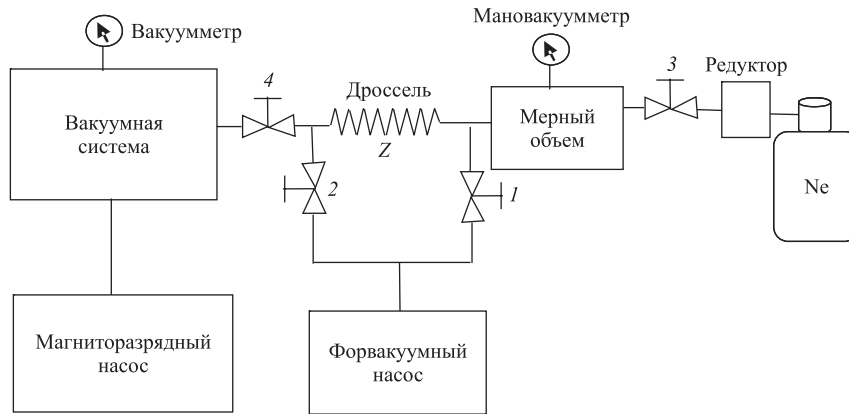 Вакуумметр
Мановакуумметр
4
Дроссель
3
Редуктор
Вакуумная
система
Z
Мерный
объем
2
1
Ne
Магниторазрядный
насос
Форвакуумный
насос